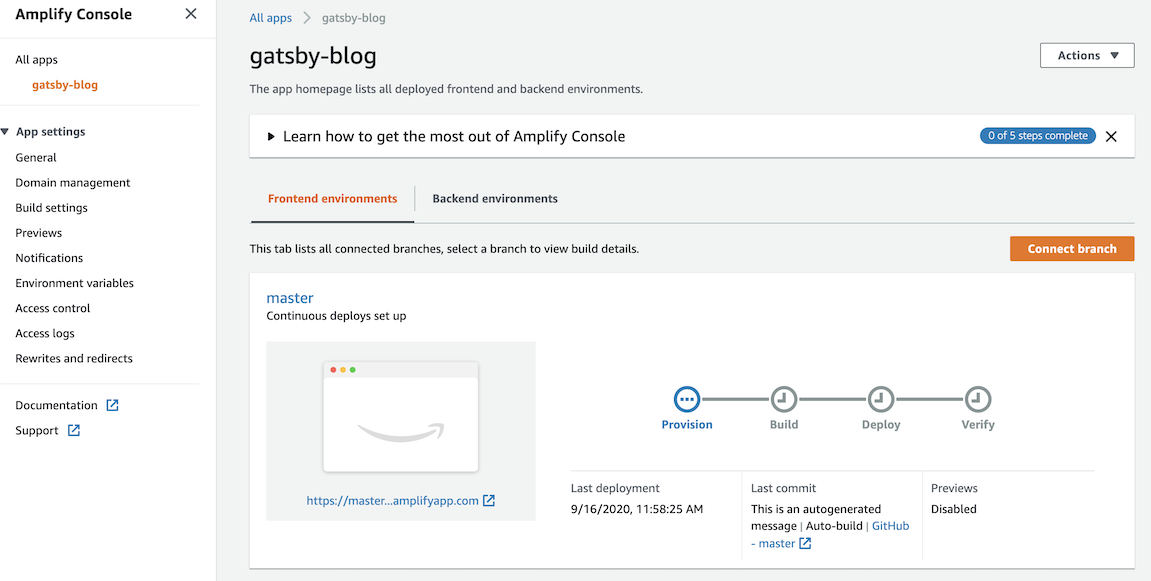 Amplify Console
All apps
gatsby-blog
App settings
General
Domain management
Build settings
Previews
Notifications
Environment variables
Access control
Access logs
Rewrites and redirects
Documentation
Support
All apps gatsby-blog
gatsby-blog
Actions
The app homepage lists all deployed frontend and backend environments.
Learn how to get the most out of Amplify Console
0 of 5 steps complete
Frontend environments
Backend environments
This tab lists all connected branches, select a branch to view build details.
Connect branch
master
Continuous deploys set up
https://master...amplifyapp.com
Provision
Build
Deploy
Verify
Last deployment
9/16/2020, 11:58:25 AM
Last commit
This is an autogenerated
message | Auto-build | GitHub
- master
Previews
Disabled